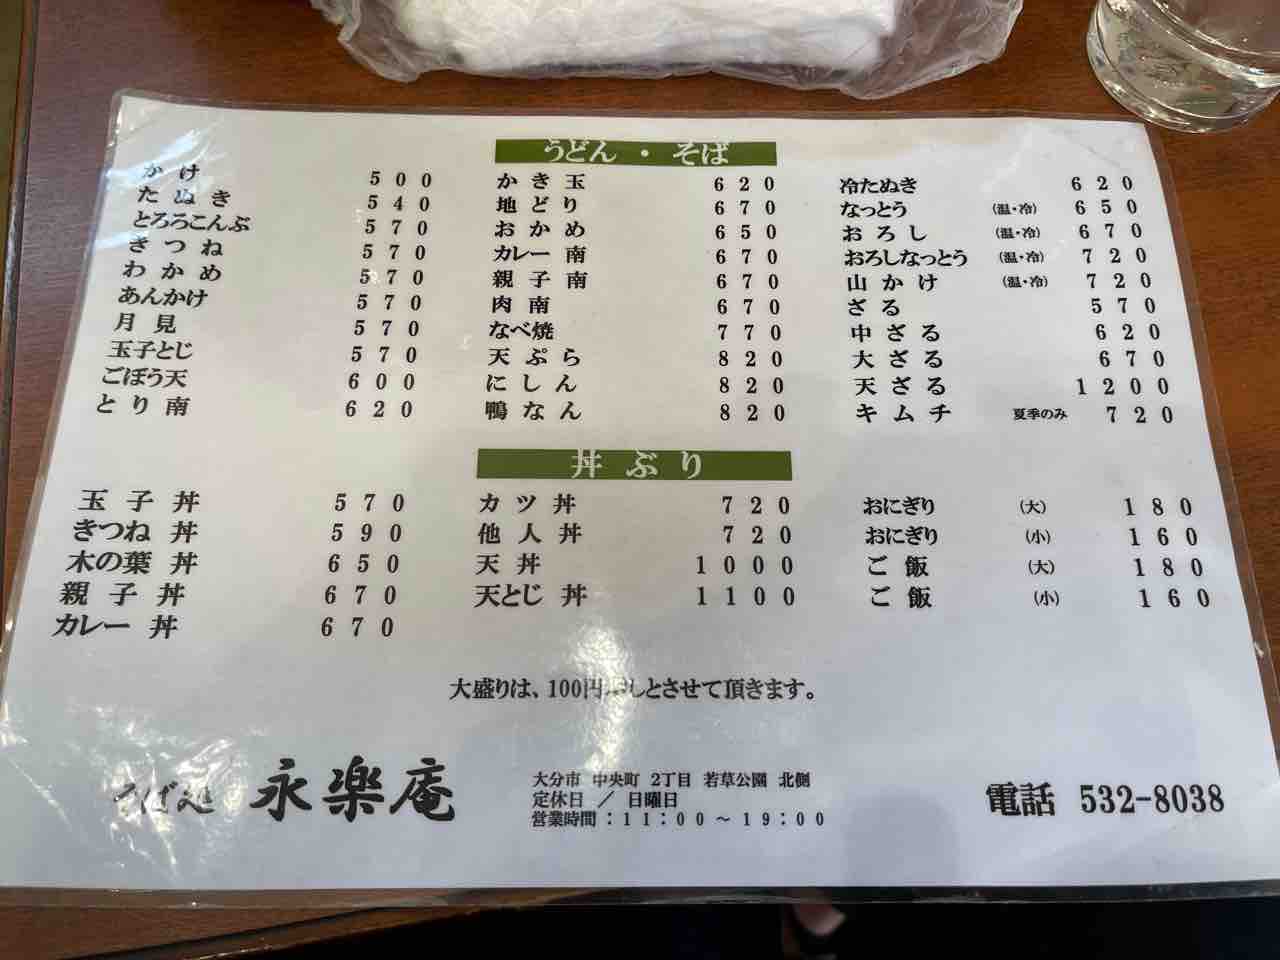 うどん・そば
かけ 500
たぬき 540
とろろこんぶ 570
きつね 570
わかめ 570
あんかけ 570
月見 570
玉子とじ 570
ごぼう天 600
とり南 620
かき玉 620
地どり 670
おかめ 650
カレー南 670
親子南 670
肉南 670
なべ焼 770
天ぷら 820
にしん 820
鴨なん 820
冷たぬき 620
なっとう (温・冷) 650
おろし (温・冷) 670
おろしなっとう (温・冷) 720
山かけ (温・冷) 720
ざる 570
中ざる 620
大ざる 670
天ざる 1200
キムチ 夏季のみ 720
丼ぶり
玉子丼 570
きつね丼 590
木の葉丼 650
親子丼 670
カレー丼 670
カツ丼 720
他人丼 720
天丼 1000
天とじ丼 1100
おにぎり (大) 180
おにぎり (小) 160
ご飯 (大) 180
ご飯 (小) 160
大盛りは、100円増しとさせて頂きます。
そば処 永楽庵
大分市 中央町 2丁目 若草公園 北側
定休日 / 日曜日
営業時間:11:00~19:00
電話 532-8038